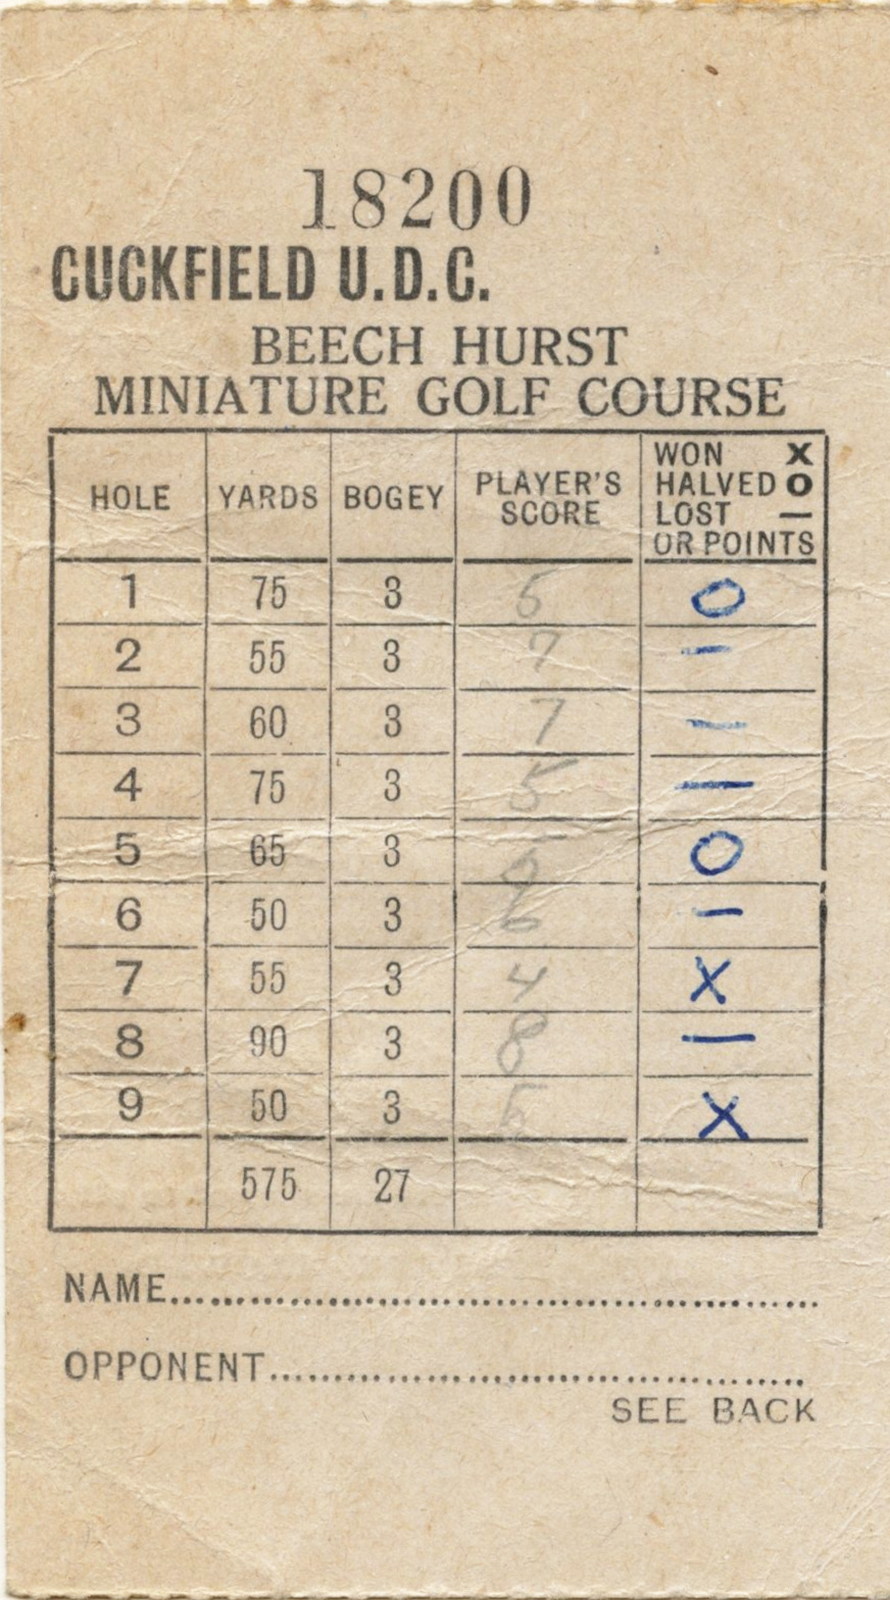 18200
CUCKFIELD U.D.C.
BEECH HURST
MINIATURE GOLF COURSE
HOLE YARDS BOGEY PLAYER'S SCORE WON X HALVED O LOST — OR POINTS
1 75 3 5 O
2 55 3 7 —
3 60 3 7 —
4 75 3 5 —
5 65 3 5 O
6 50 3 6 —
7 55 3 4 X
8 90 3 8 —
9 50 3 5 X
575 27
NAME
OPPONENT
SEE BACK